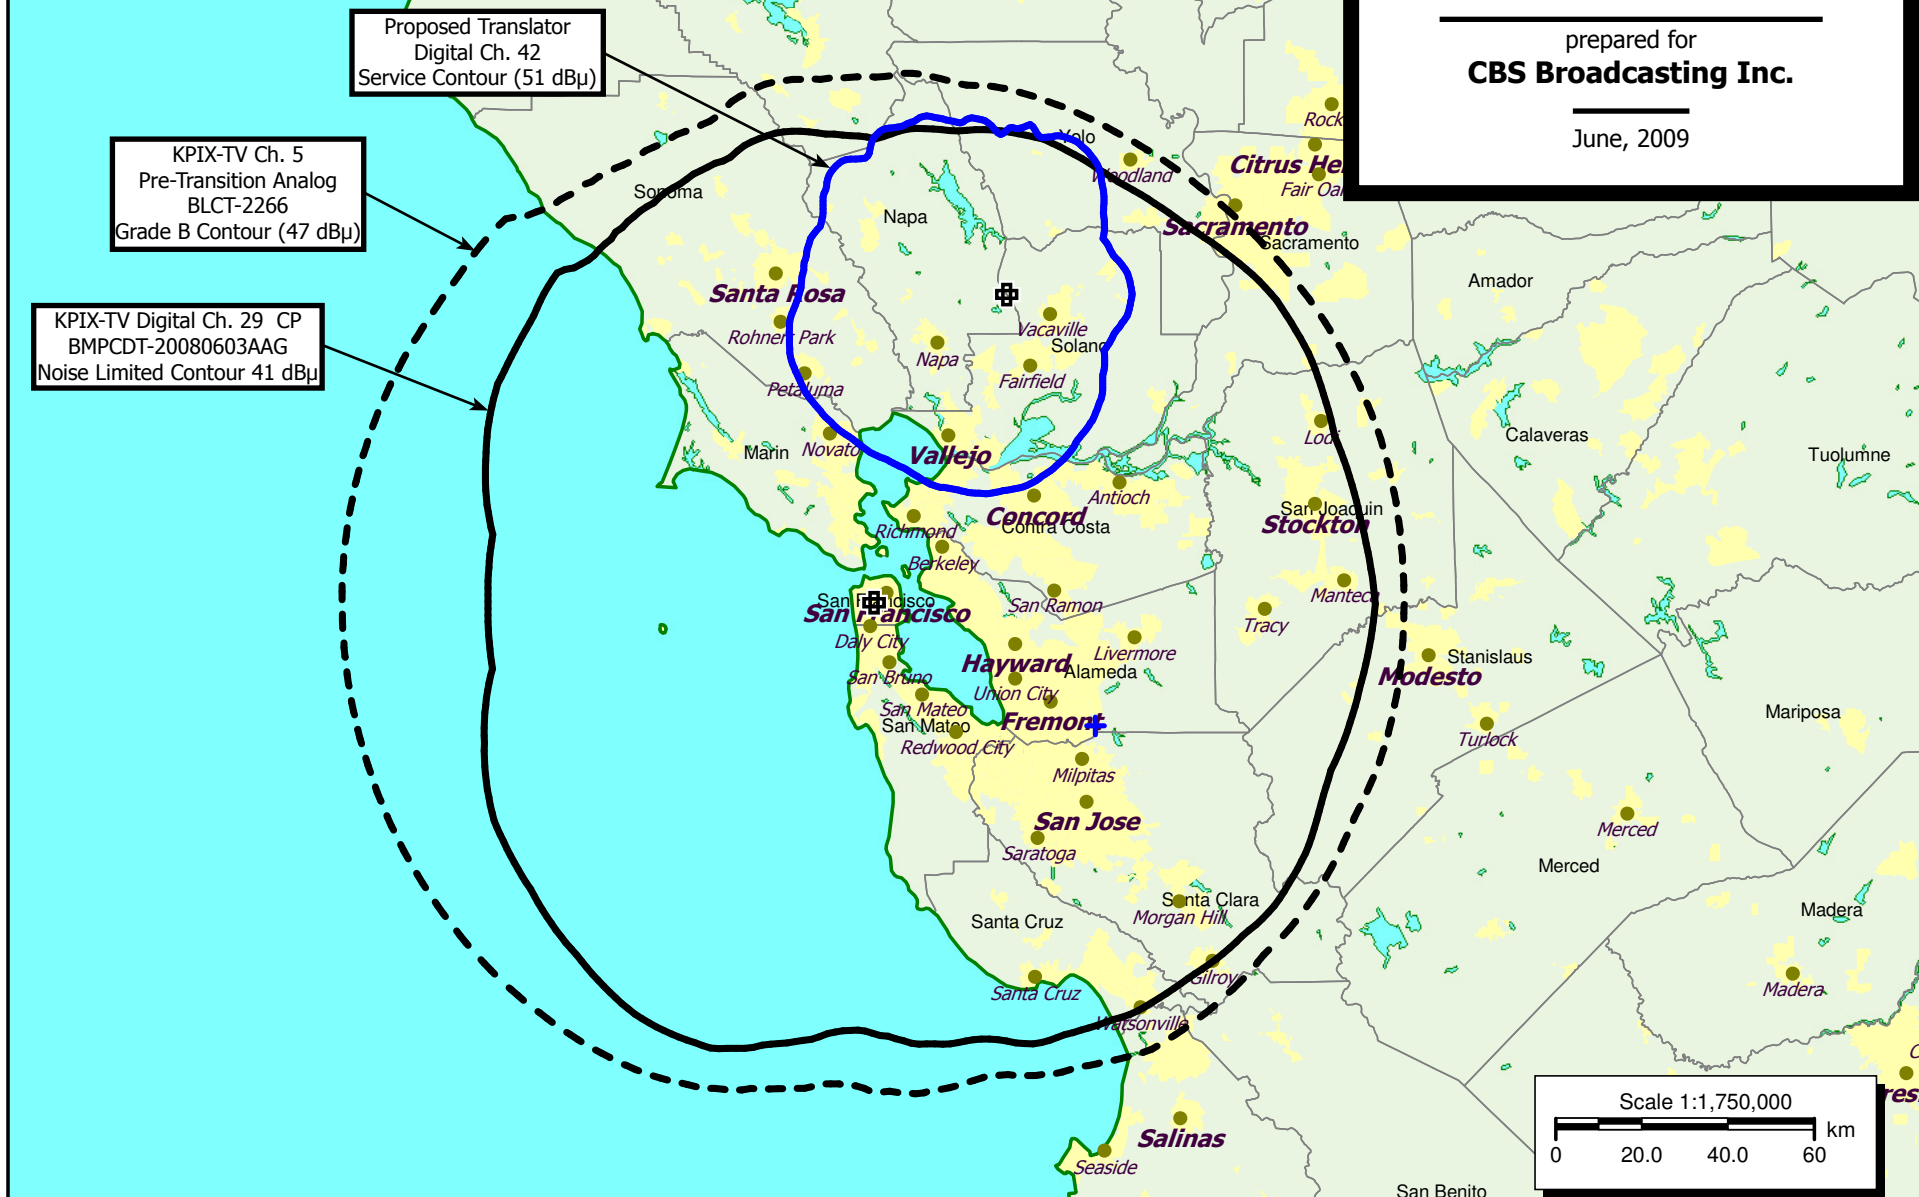 Proposed Translator
Digital Ch. 42
Service Contour (51 dBµ)
prepared for
CBS Broadcasting Inc.
June, 2009
KPIX-TV Ch. 5
Pre-Transition Analog
BLCT-2266
Grade B Contour (47 dBµ)
KPIX-TV Digital Ch. 29 CP
BMPCDT-20080603AAG
Noise Limited Contour 41 dBµ
Rock
Yolo
Citrus He
Woodland
Fair Oa
Sonoma
Napa
Sacramento
Sacramento
Amador
Santa Rosa
Vacaville
Rohnert Park
Solano
Napa
Fairfield
Petaluma
Lodi
Calaveras
Novato
Marin
Vallejo
Tuolumne
Antioch
San Joaquin
Concord
Stockton
Contra Costa
Richmond
Berkeley
San Francisco
San Francisco
San Ramon
Manteca
Tracy
Daly City
Livermore
Hayward
Alameda
Stanislaus
San Bruno
Modesto
Union City
San Mateo
Fremont
San Mateo
Mariposa
Redwood City
Turlock
Milpitas
San Jose
Merced
Saratoga
Merced
Santa Clara
Morgan Hill
Santa Cruz
Madera
Gilroy
Santa Cruz
Madera
Watsonville
C
res
Salinas
Seaside
San Benito
Scale 1:1,750,000
km
0 20.0 40.0 60